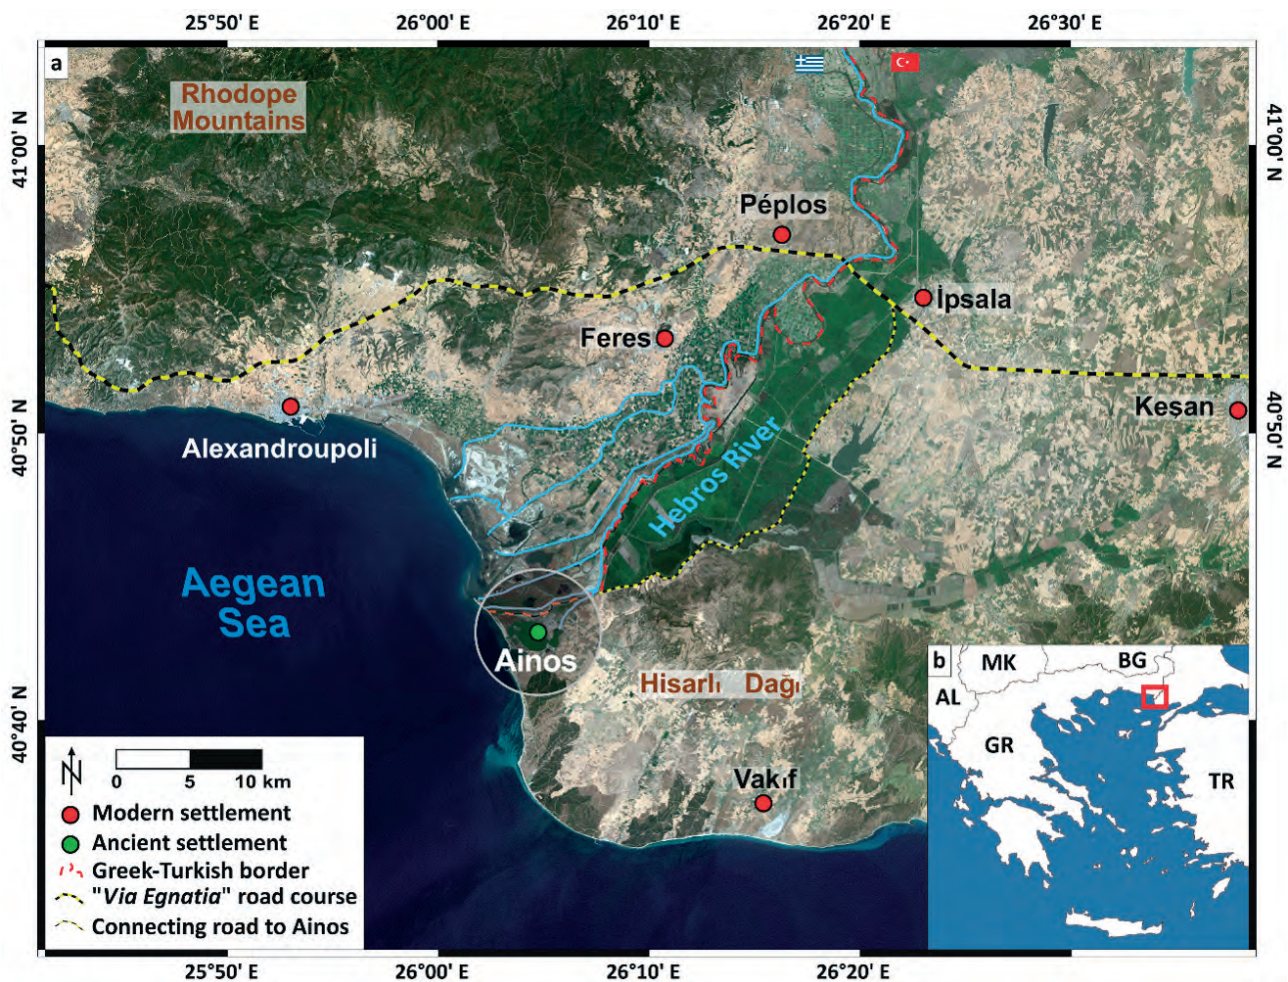 25°50' E
26°00' E
26°10' E
26°20' E
26°30' E
a
Rhodope
Mountains
41°00' N
41°00' N
Péplos
İpsala
Feres
Keşan
Alexandroupoli
40°50' N
40°50' N
Hebros River
Aegean
Sea
Ainos
Hisarlı Dağı
40°40' N
Vakıf
N
0 5 10 km
Modern settlement
Ancient settlement
Greek-Turkish border
"Via Egnatia" road course
Connecting road to Ainos
b
MK
BG
AL
GR
TR
25°50' E
26°00' E
26°10' E
26°20' E
26°30' E